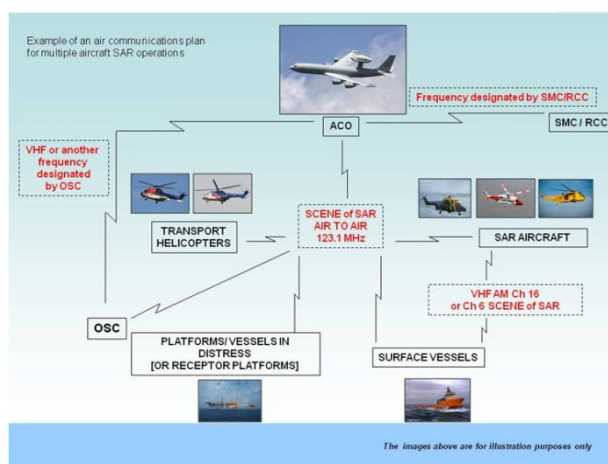 Example of an air communications plan
for multiple aircraft SAR operations
Frequency designated by SMC/RCC
ACO
SMC / RCC
VHF or another
frequency
designated
by OSC
SCENE of SAR
AIR TO AIR
123.1 MHz
TRANSPORT
HELICOPTERS
SAR AIRCRAFT
VHF AM Ch 16
or Ch 6 SCENE of SAR
OSC
PLATFORMS/ VESSELS IN
DISTRESS
[OR RECEPTOR PLATFORMS]
SURFACE VESSELS
The images above are for illustration purposes only